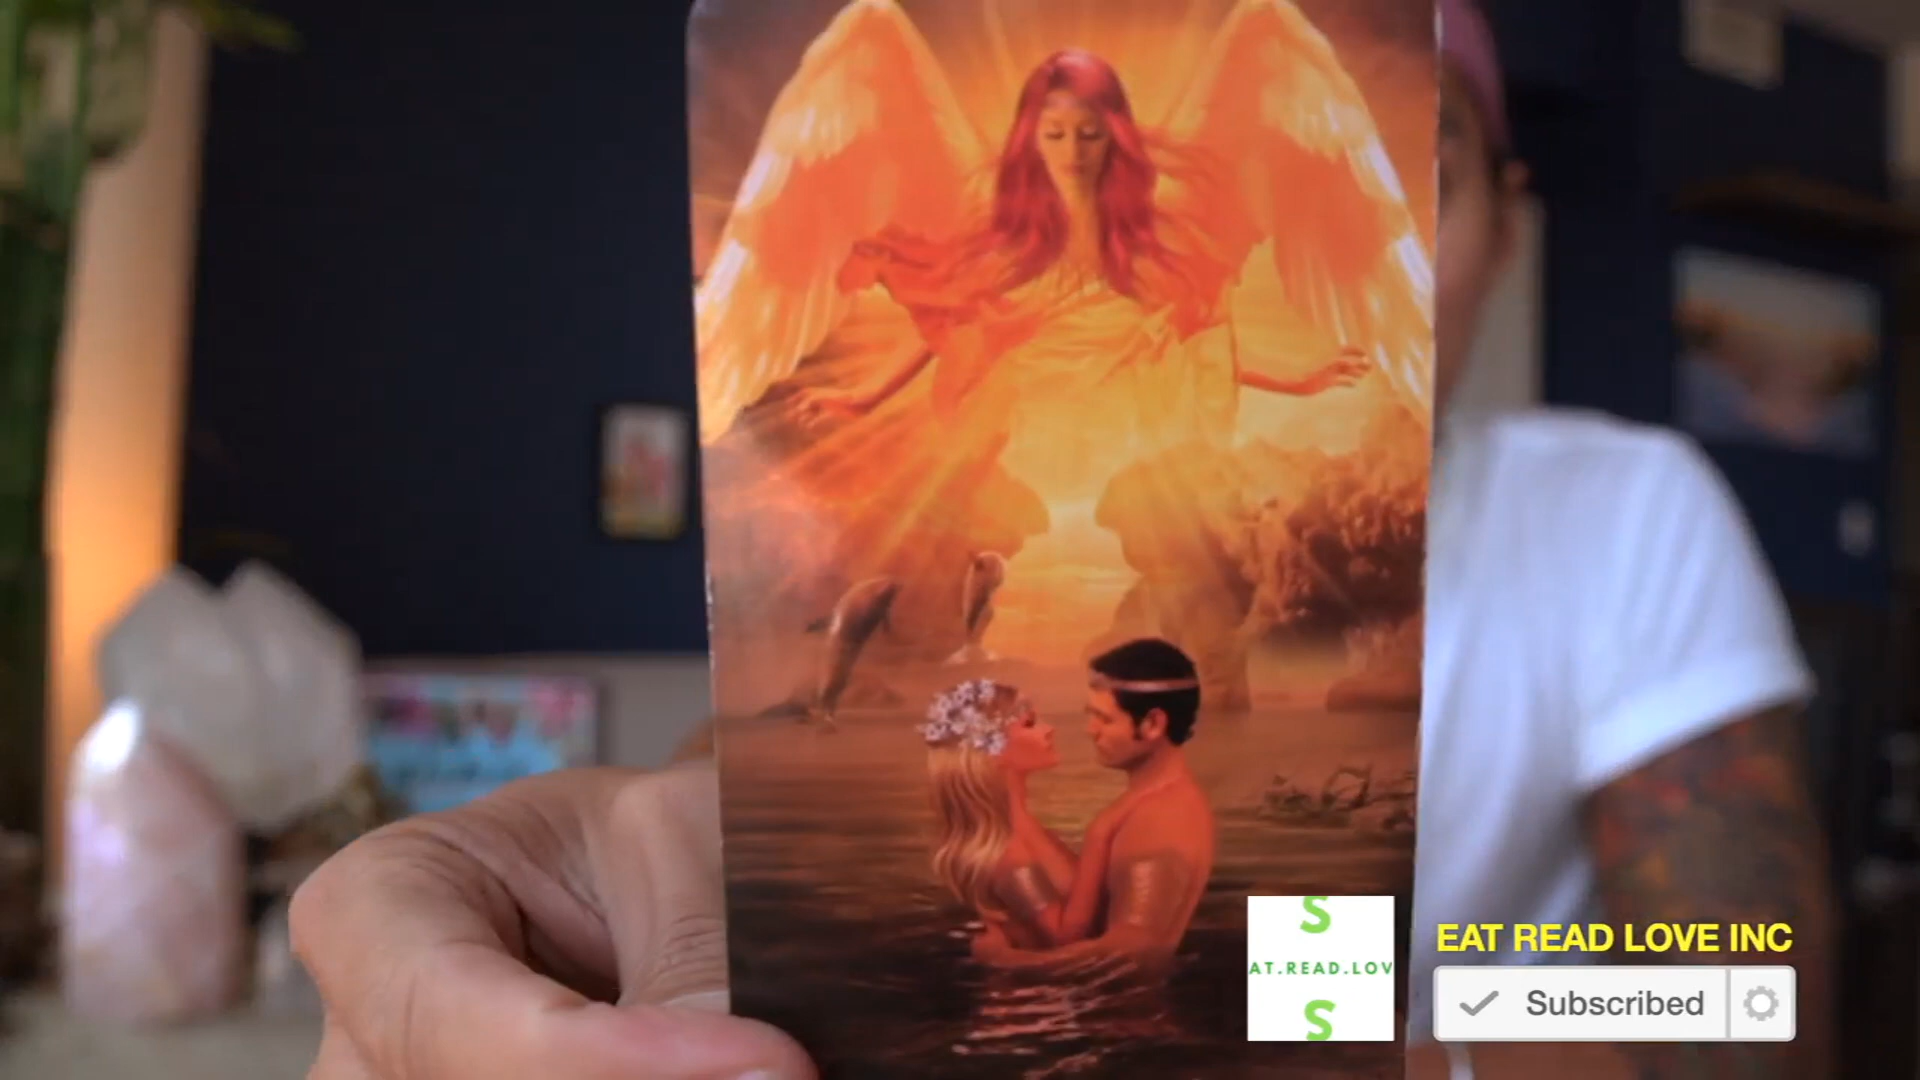 S
AT.READ.LOV
S
EAT READ LOVE INC
Subscribed